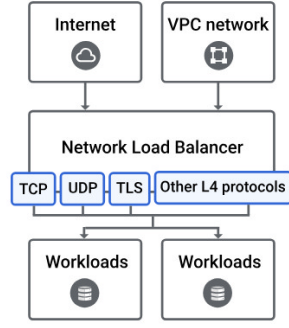 Internet
VPC network
Network Load Balancer
TCP
UDP
TLS
Other L4 protocols
Workloads
Workloads